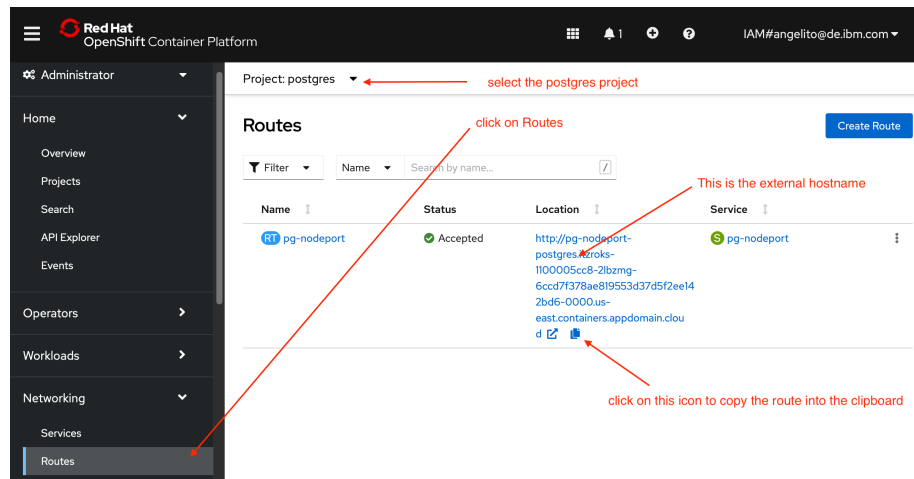 Red Hat
OpenShift Container Platform
1
IAM#angelito@de.ibm.com
Administrator
Project: postgres
select the postgres project
Home
Overview
Projects
Search
API Explorer
Events
Operators
Workloads
Networking
Services
Routes
Routes
click on Routes
Create Route
Filter
Name
Search by name...
/
This is the external hostname
Name
Status
Location
Service
RT pg-nodeport
Accepted
http://pg-nodeport-
postgres.itzroks-
1100005cc8-2lbzmg-
6ccd7f378ae819553d37d5f2ee14
2bd6-0000.us-
east.containers.appdomain.clou
d
S pg-nodeport
click on this icon to copy the route into the clipboard